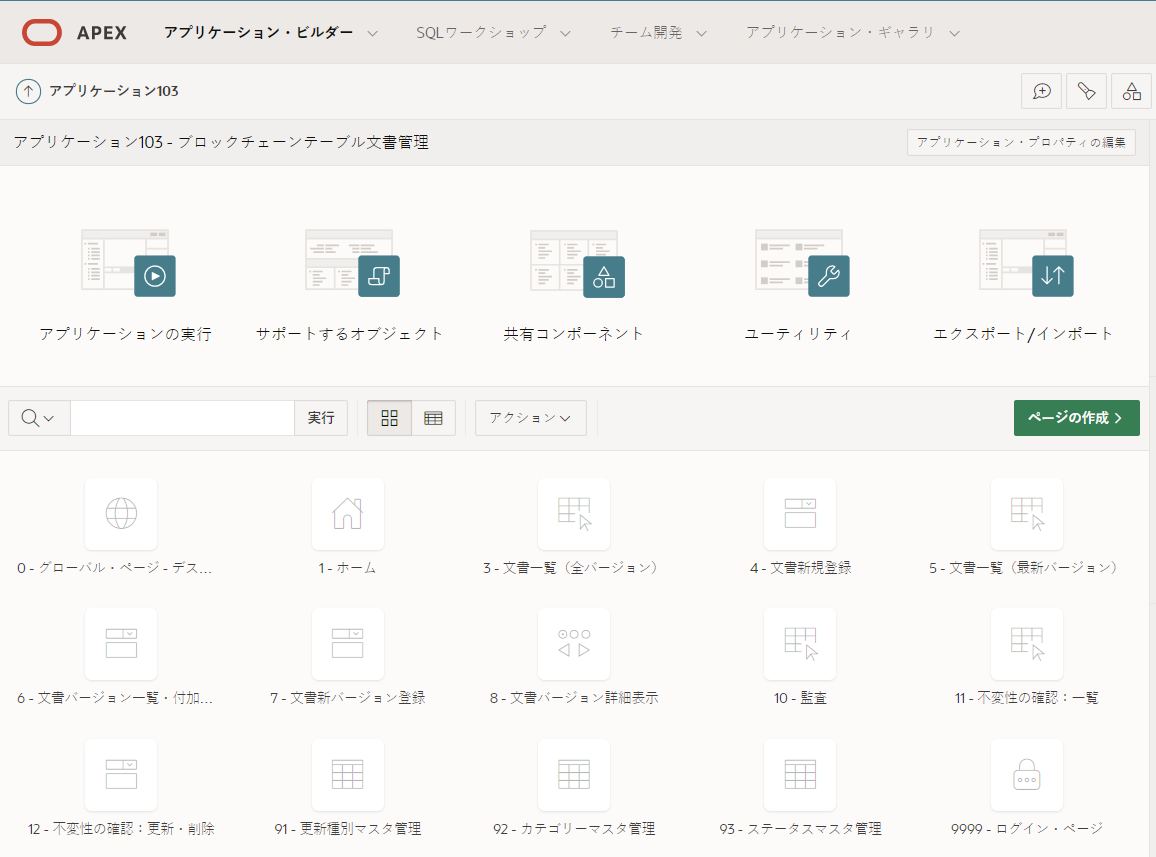 APEX アプリケーション・ビルダー SQLワークショップ チーム開発 アプリケーション・ギャラリ
アプリケーション103
アプリケーション103 - ブロックチェーンテーブル文書管理 アプリケーション・プロパティの編集
アプリケーションの実行 サポートするオブジェクト 共有コンポーネント ユーティリティ エクスポート/インポート
実行 アクション ページの作成
0 - グローバル・ページ - デス... 1 - ホーム 3 - 文書一覧（全バージョン） 4 - 文書新規登録 5 - 文書一覧（最新バージョン）
6 - 文書バージョン一覧・付加... 7 - 文書新バージョン登録 8 - 文書バージョン詳細表示 10 - 監査 11 - 不変性の確認：一覧
12 - 不変性の確認：更新・削除 91 - 更新種別マスタ管理 92 - カテゴリーマスタ管理 93 - ステータスマスタ管理 9999 - ログイン・ページ